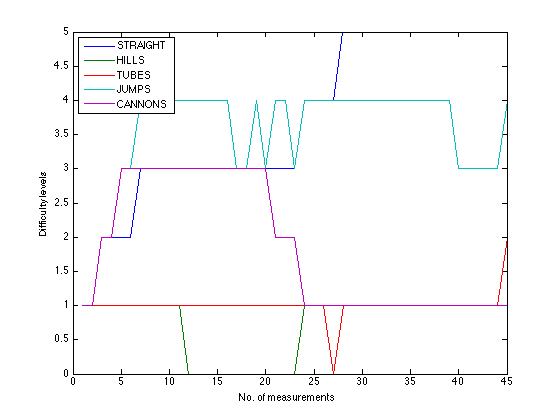 5
4.5
4
3.5
3
2.5
2
1.5
1
0.5
0
Difficulty levels
STRAIGHT
HILLS
TUBES
JUMPS
CANNONS
0 5 10 15 20 25 30 35 40 45
No. of measurements